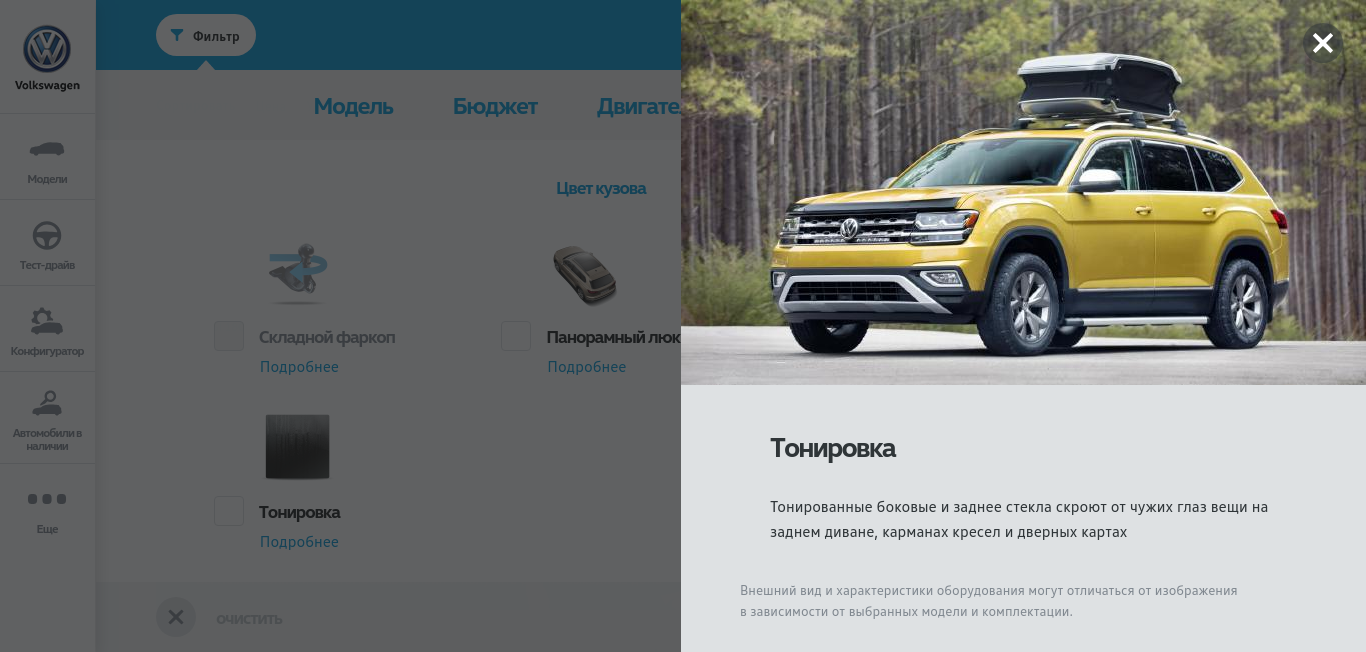 Volkswagen
Модели
Тест-драйв
Конфигуратор
Автомобили в
наличии
Еще
Фильтр
Модель
Бюджет
Двигате
Цвет кузова
Складной фаркоп
Подробнее
Панорамный люк
Подробнее
Тонировка
Подробнее
ОЧИСТИТЬ
Тонировка
Тонированные боковые и заднее стекла скроют от чужих глаз вещи на
заднем диване, карманах кресел и дверных картах
Внешний вид и характеристики оборудования могут отличаться от изображения
в зависимости от выбранных модели и комплектации.